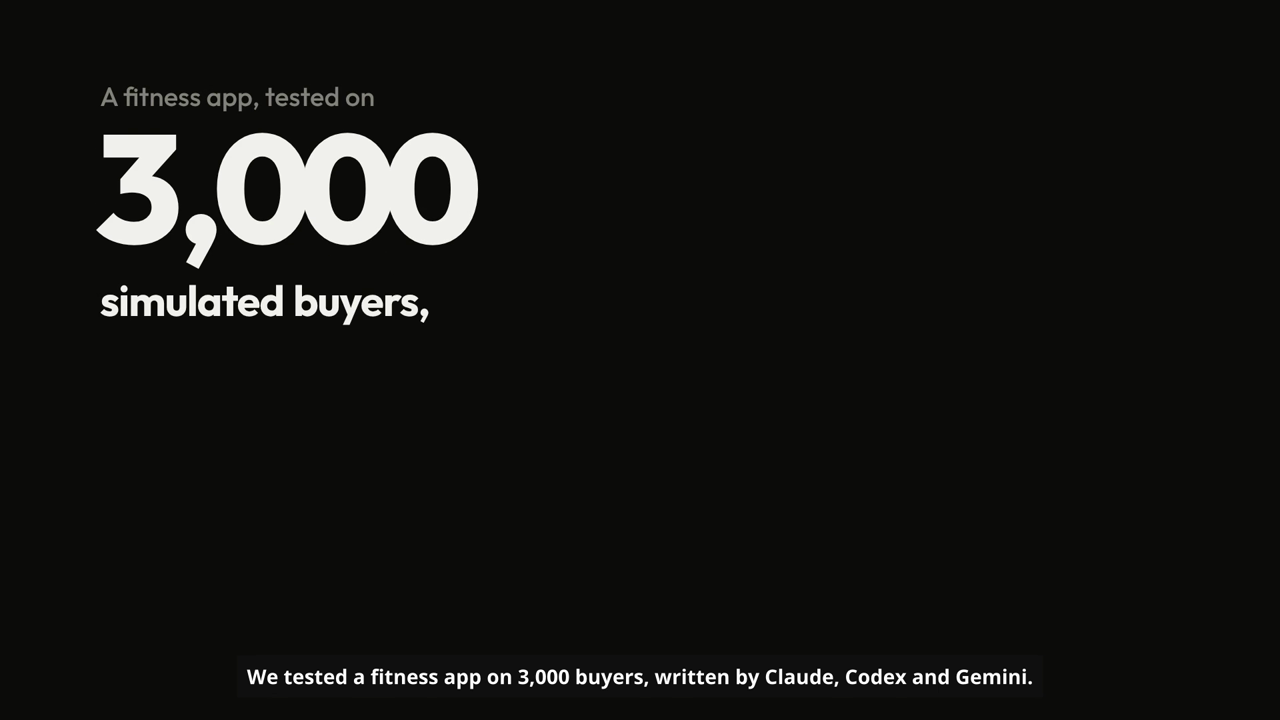 A fitness app, tested on
3,000
simulated buyers,
We tested a fitness app on 3,000 buyers, written by Claude, Codex and Gemini.